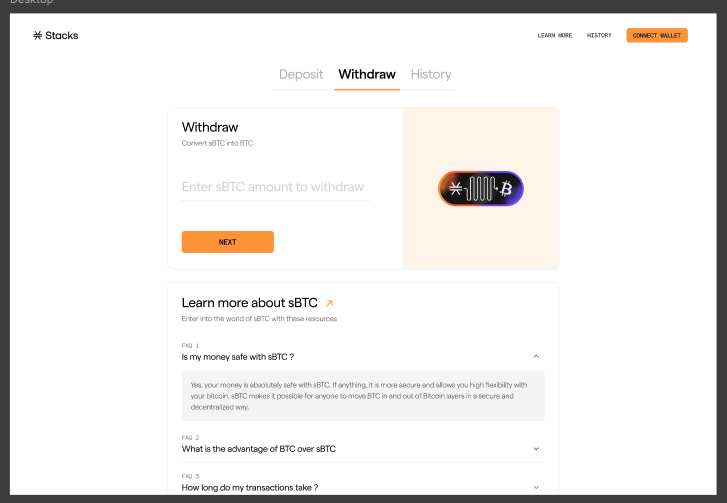 Desktop
Stacks
LEARN MORE
HISTORY
CONNECT WALLET
Deposit
Withdraw
History
Withdraw
Convert sBTC into BTC
Enter sBTC amount to withdraw
NEXT
Learn more about sBTC
Enter into the world of sBTC with these resources
FAQ 1
Is my money safe with sBTC ?
Yes, your money is absolutely safe with sBTC. If anything, it is more secure and allows you high flexibility with
your bitcoin. sBTC makes it possible for anyone to move BTC in and out of Bitcoin layers in a secure and
decentralized way.
FAQ 2
What is the advantage of BTC over sBTC
FAQ 3
How long do my transactions take ?